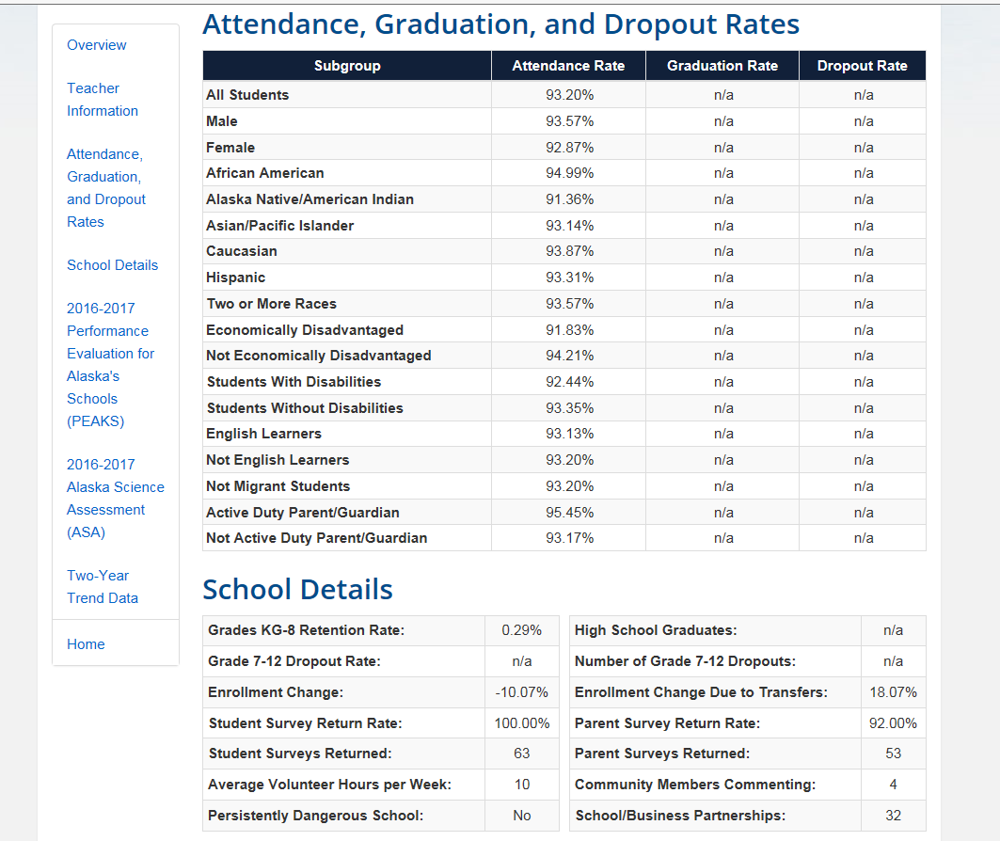 Overview
Teacher
Information
Attendance,
Graduation,
and Dropout
Rates
School Details
2016-2017
Performance
Evaluation for
Alaska's
Schools
(PEAKS)
2016-2017
Alaska Science
Assessment
(ASA)
Two-Year
Trend Data
Home
Attendance, Graduation, and Dropout Rates
Subgroup Attendance Rate Graduation Rate Dropout Rate
All Students 93.20% n/a n/a
Male 93.57% n/a n/a
Female 92.87% n/a n/a
African American 94.99% n/a n/a
Alaska Native/American Indian 91.36% n/a n/a
Asian/Pacific Islander 93.14% n/a n/a
Caucasian 93.87% n/a n/a
Hispanic 93.31% n/a n/a
Two or More Races 93.57% n/a n/a
Economically Disadvantaged 91.83% n/a n/a
Not Economically Disadvantaged 94.21% n/a n/a
Students With Disabilities 92.44% n/a n/a
Students Without Disabilities 93.35% n/a n/a
English Learners 93.13% n/a n/a
Not English Learners 93.20% n/a n/a
Not Migrant Students 93.20% n/a n/a
Active Duty Parent/Guardian 95.45% n/a n/a
Not Active Duty Parent/Guardian 93.17% n/a n/a
School Details
Grades KG-8 Retention Rate: 0.29% High School Graduates: n/a
Grade 7-12 Dropout Rate: n/a Number of Grade 7-12 Dropouts: n/a
Enrollment Change: -10.07% Enrollment Change Due to Transfers: 18.07%
Student Survey Return Rate: 100.00% Parent Survey Return Rate: 92.00%
Student Surveys Returned: 63 Parent Surveys Returned: 53
Average Volunteer Hours per Week: 10 Community Members Commenting: 4
Persistently Dangerous School: No School/Business Partnerships: 32